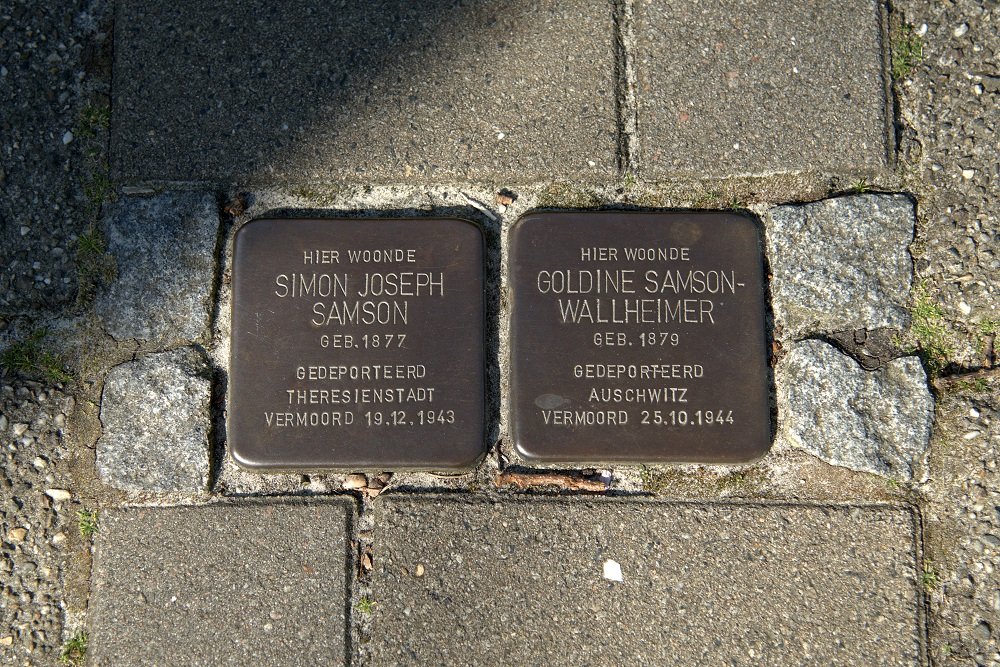 HIER WOONDE
SIMON JOSEPH
SAMSON
GEB.1877
GEDEPORTEERD
THERESIENSTADT
VERMOORD 19.12.1943
HIER WOONDE
GOLDINE SAMSON-
WALLHEIMER
GEB.1879
GEDEPORTEERD
AUSCHWITZ
VERMOORD 25.10.1944